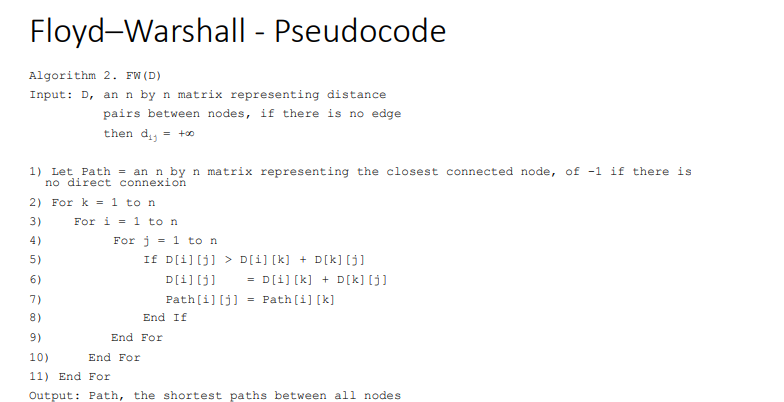 Floyd–Warshall - Pseudocode
Algorithm 2. FW(D)
Input: D, an n by n matrix representing distance
pairs between nodes, if there is no edge
then dᵢⱼ = +∞
1) Let Path = an n by n matrix representing the closest connected node, of -1 if there is
no direct connexion
2) For k = 1 to n
3) For i = 1 to n
4) For j = 1 to n
5) If D[i][j] > D[i][k] + D[k][j]
6) D[i][j] = D[i][k] + D[k][j]
7) Path[i][j] = Path[i][k]
8) End If
9) End For
10) End For
11) End For
Output: Path, the shortest paths between all nodes